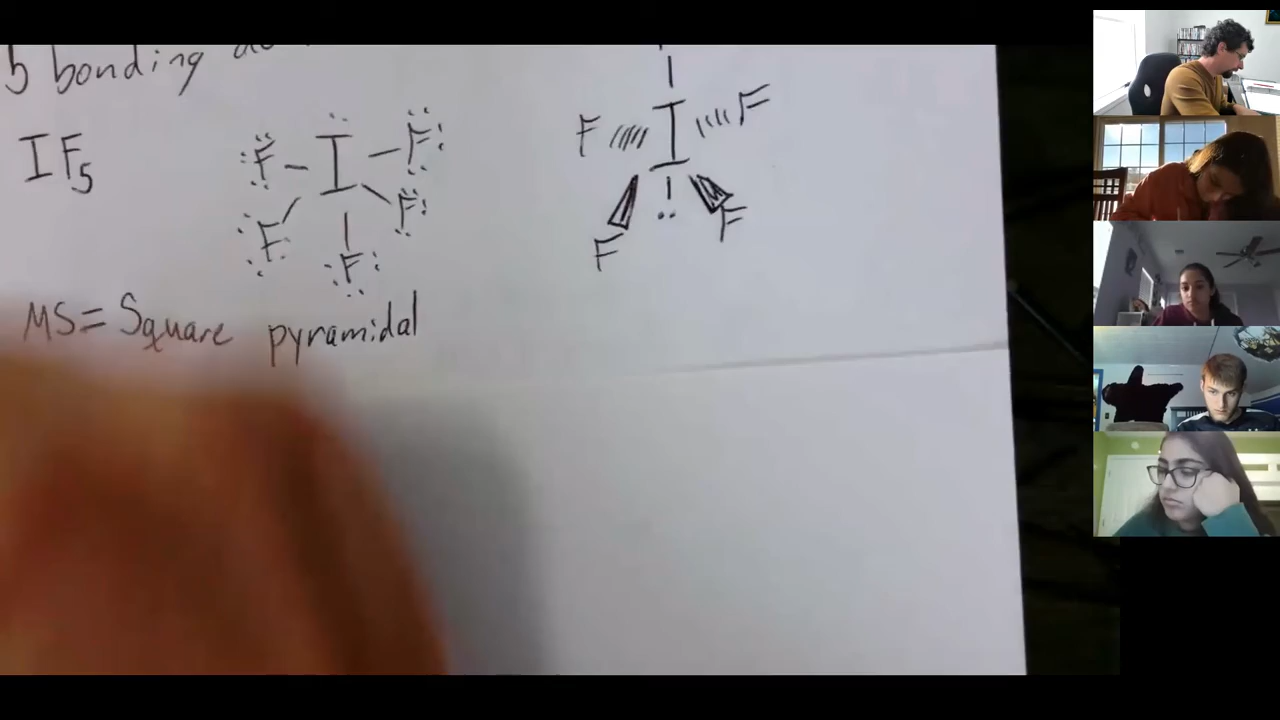 5 bonding
IF5
:F̈ - I - F̈:
F F F
MS = Square pyramidal
F I F
F F